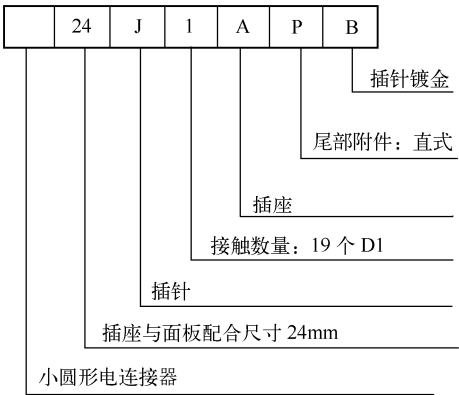 24 J 1 A P B
插针镀金
尾部附件：直式
插座
接触数量：19 个 D1
插针
插座与面板配合尺寸 24mm
小圆形电连接器